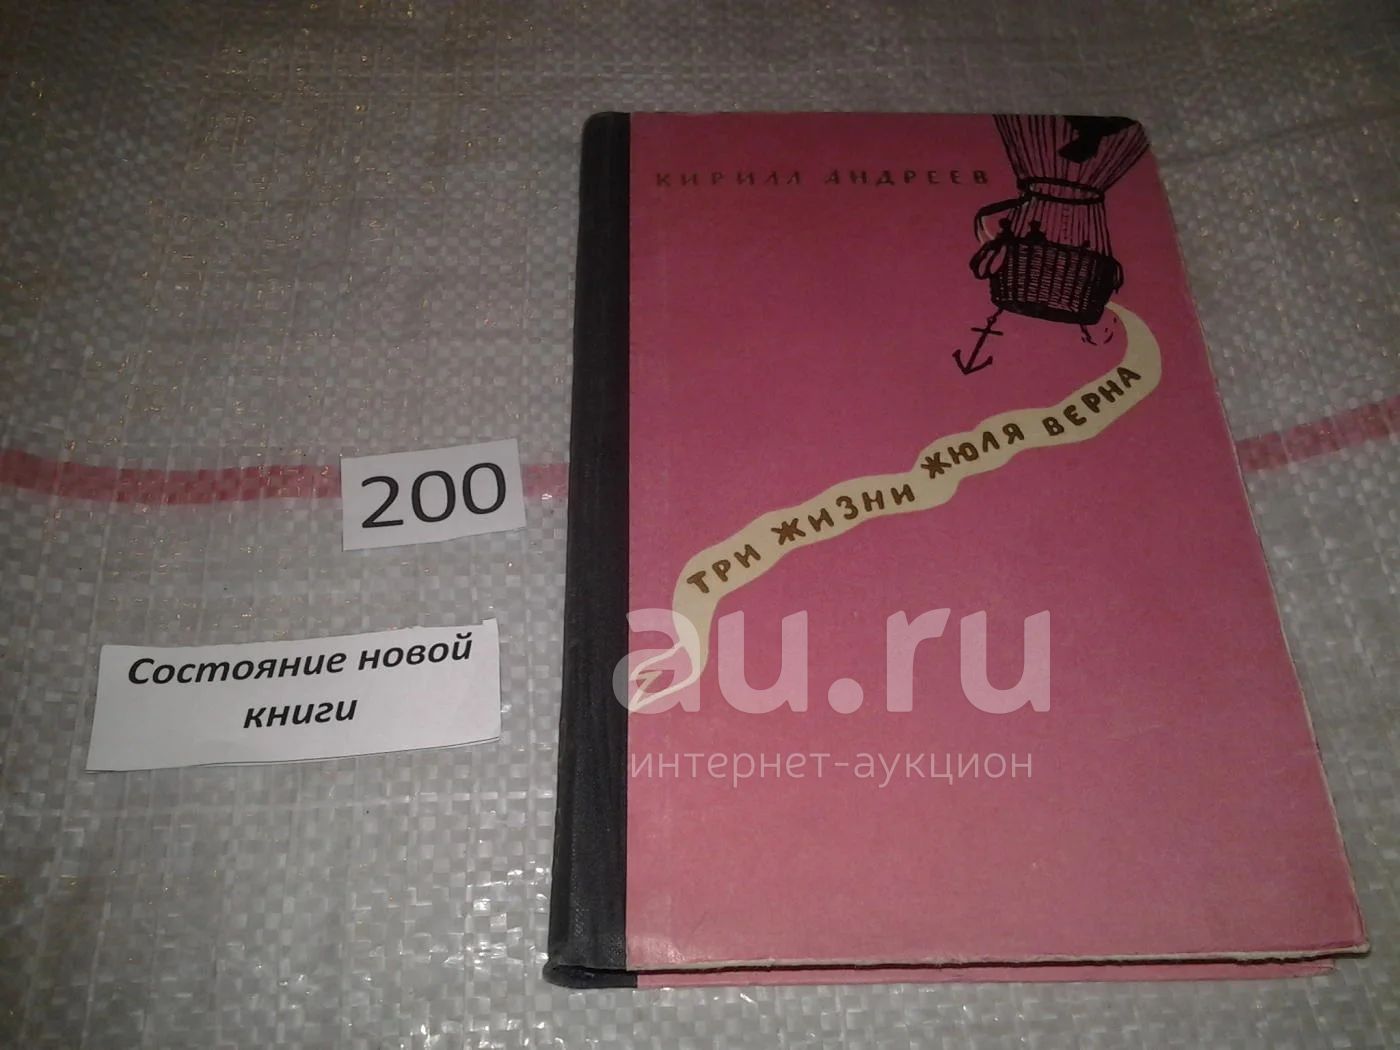 КИРИЛЛ АНДРЕЕВ
ТРИ ЖИЗНИ ЖЮЛЯ ВЕРНА
200
Состояние новой
книги
au.ru
интернет-аукцион